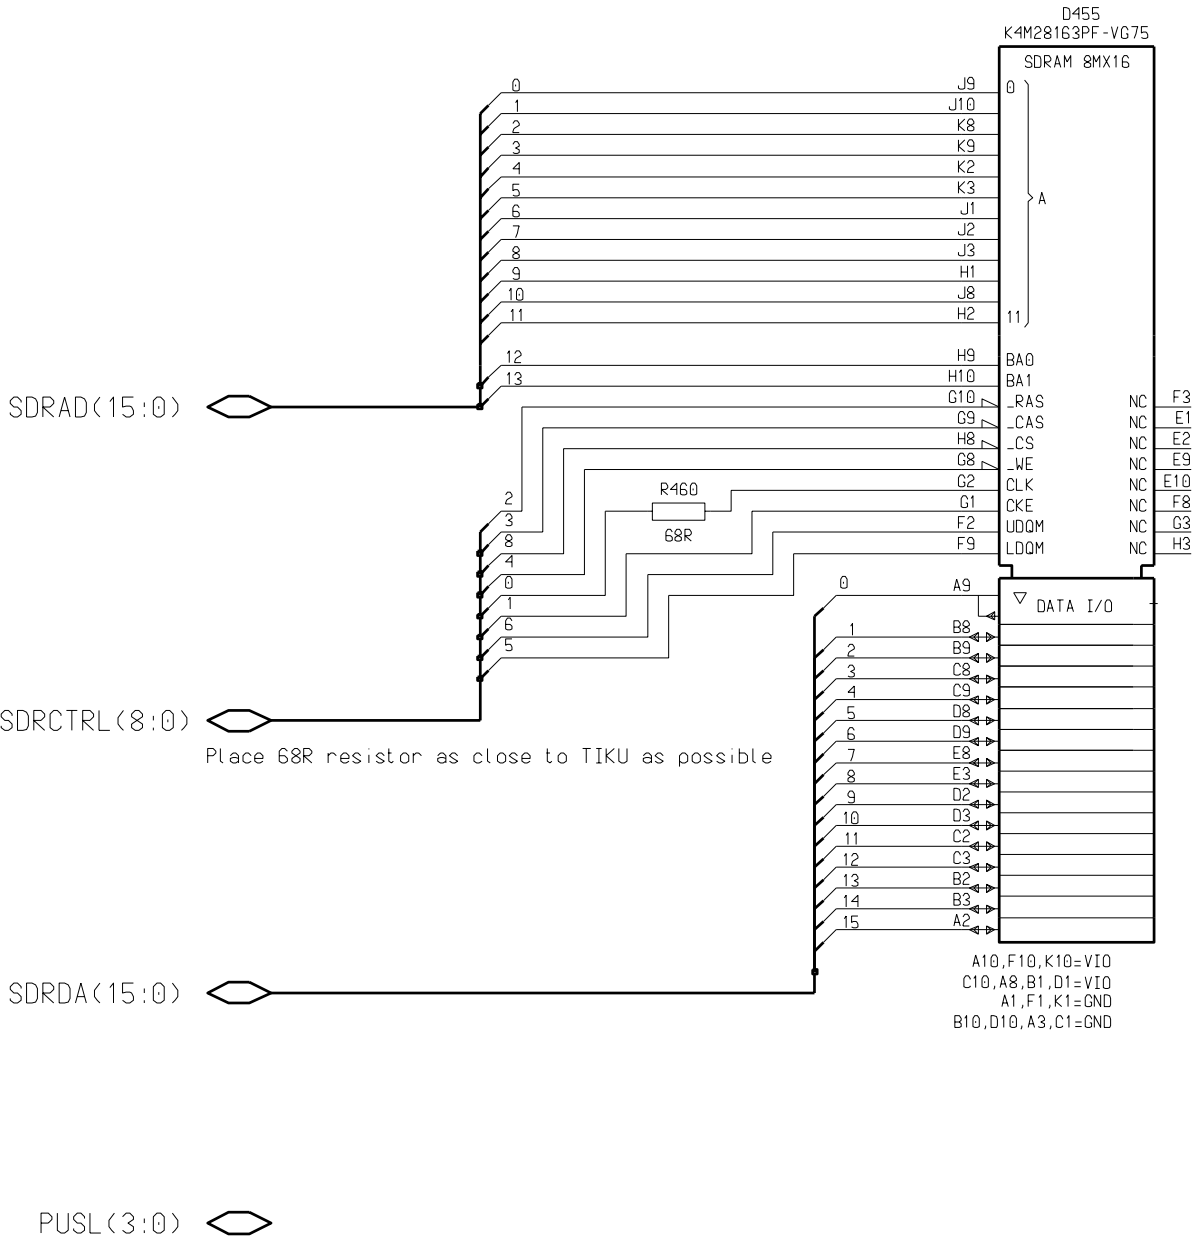 D455
K4M28163PF-VG75
SDRAM 8MX16
0 J9 0
1 J10
2 K8
3 K9
4 K2
5 K3 A
6 J1
7 J2
8 J3
9 H1
10 J8
11 H2 11
12 H9 BA0
13 H10 BA1
SDRAD(15:0)
G10 _RAS NC F3
G9 _CAS NC E1
H8 _CS NC E2
G8 _WE NC E9
R460 G2 CLK NC E10
2 G1 CKE NC F8
3 68R F2 UDQM NC G3
8 F9 LDQM NC H3
4
0
1
6
5
0 A9 DATA I/O
1 B8
2 B9
3 C8
4 C9
5 D8
6 D9
7 E8
8 E3
9 D2
10 D3
11 C2
12 C3
13 B2
14 B3
15 A2
SDRCTRL(8:0)
Place 68R resistor as close to TIKU as possible
A10,F10,K10=VIO
C10,A8,B1,D1=VIO
A1,F1,K1=GND
B10,D10,A3,C1=GND
SDRDA(15:0)
PUSL(3:0)